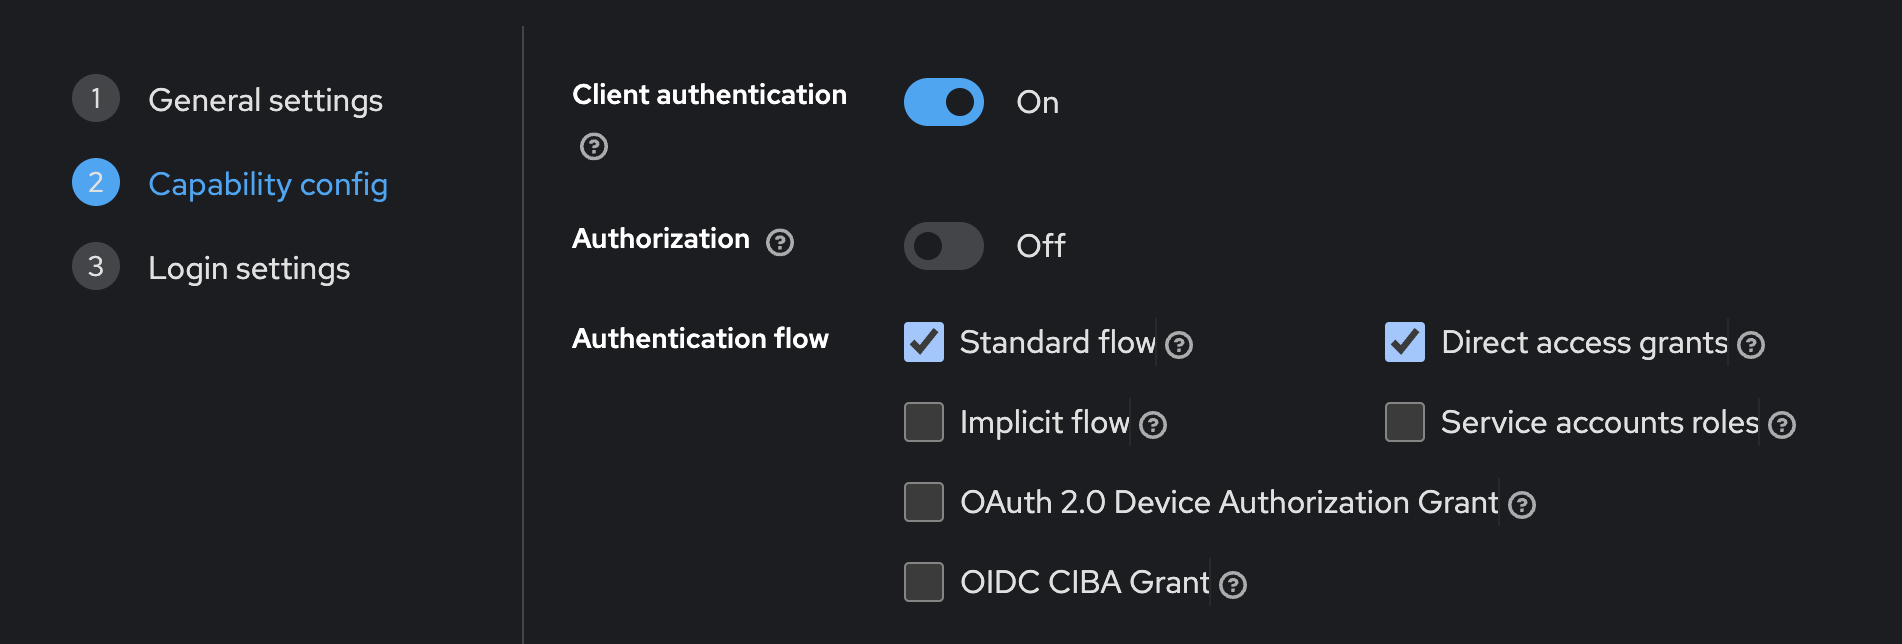 1 General settings
2 Capability config
3 Login settings
Client authentication
On
Authorization
Off
Authentication flow
Standard flow
Direct access grants
Implicit flow
Service accounts roles
OAuth 2.0 Device Authorization Grant
OIDC CIBA Grant